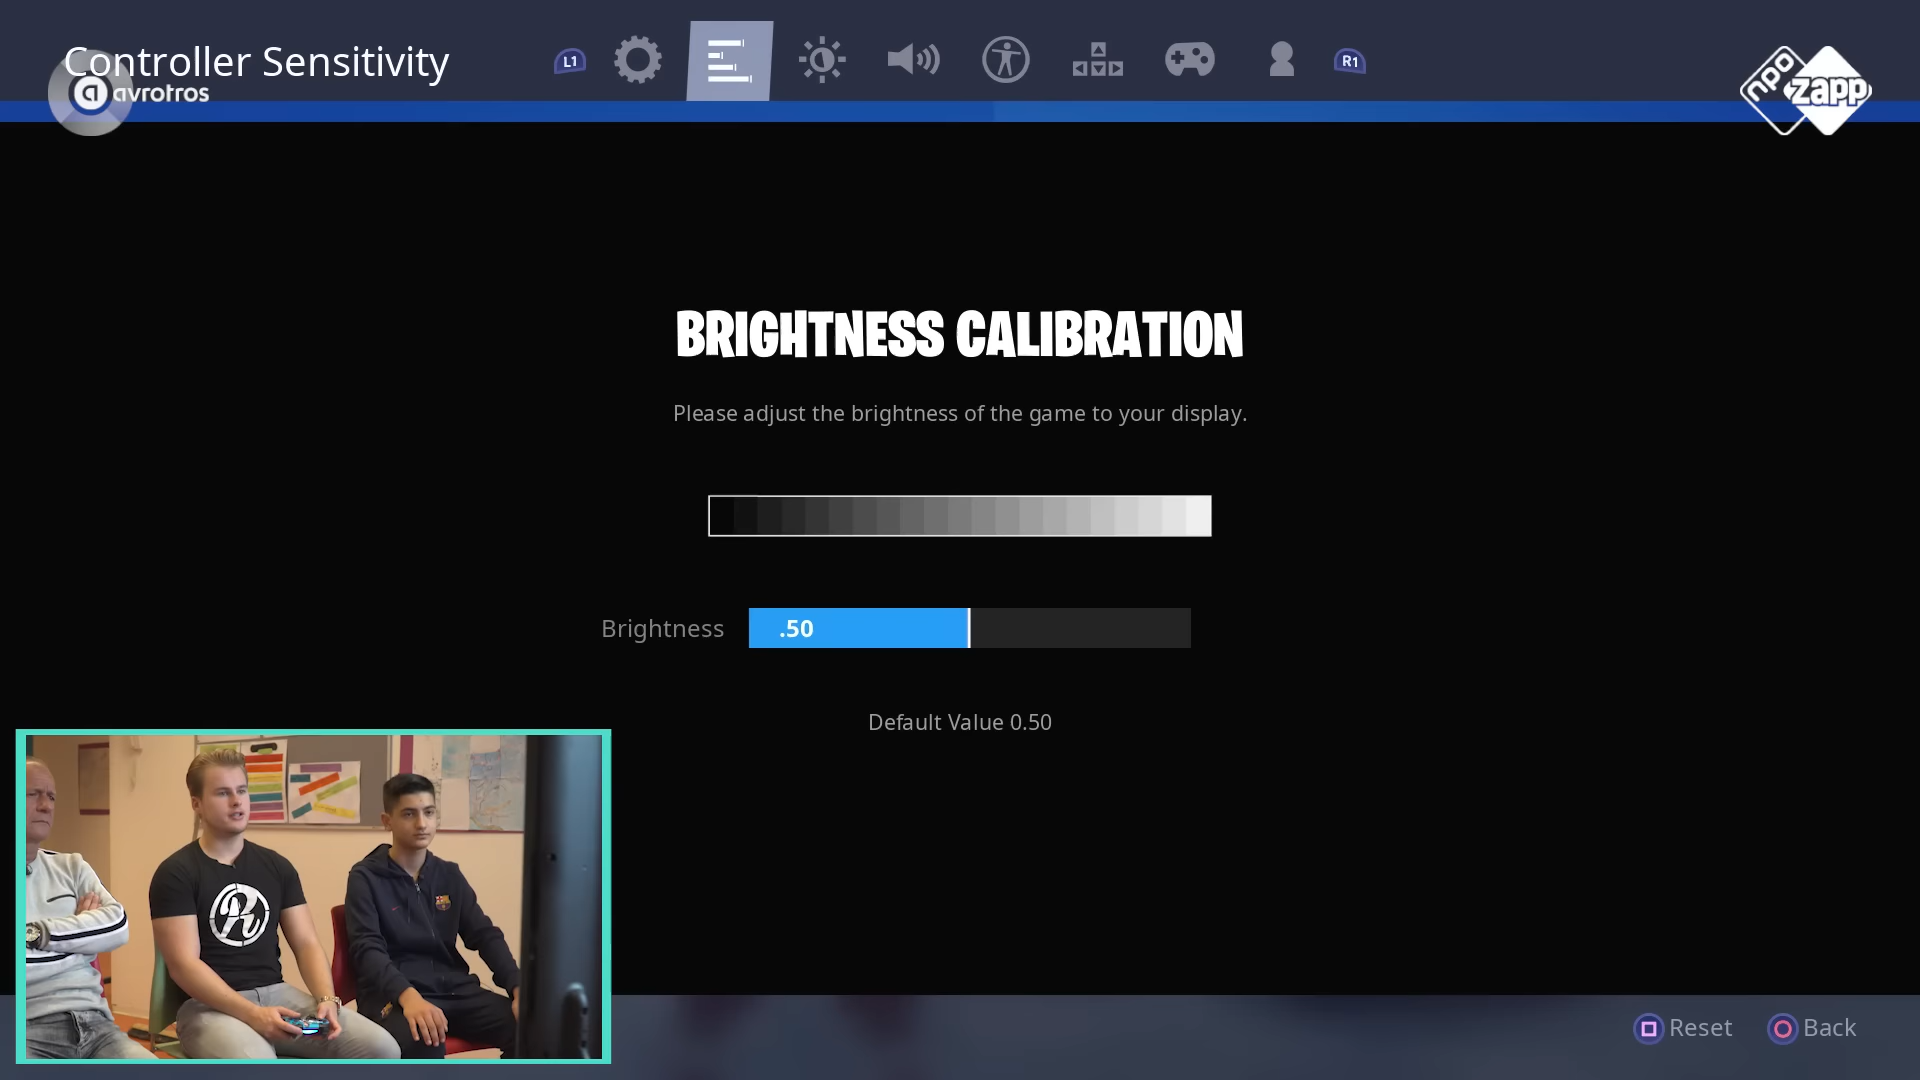 Controller Sensitivity
L1
R1
avrotros
npo
zapp
BRIGHTNESS CALIBRATION
Please adjust the brightness of the game to your display.
Brightness
.50
Default Value 0.50
R
Reset
Back